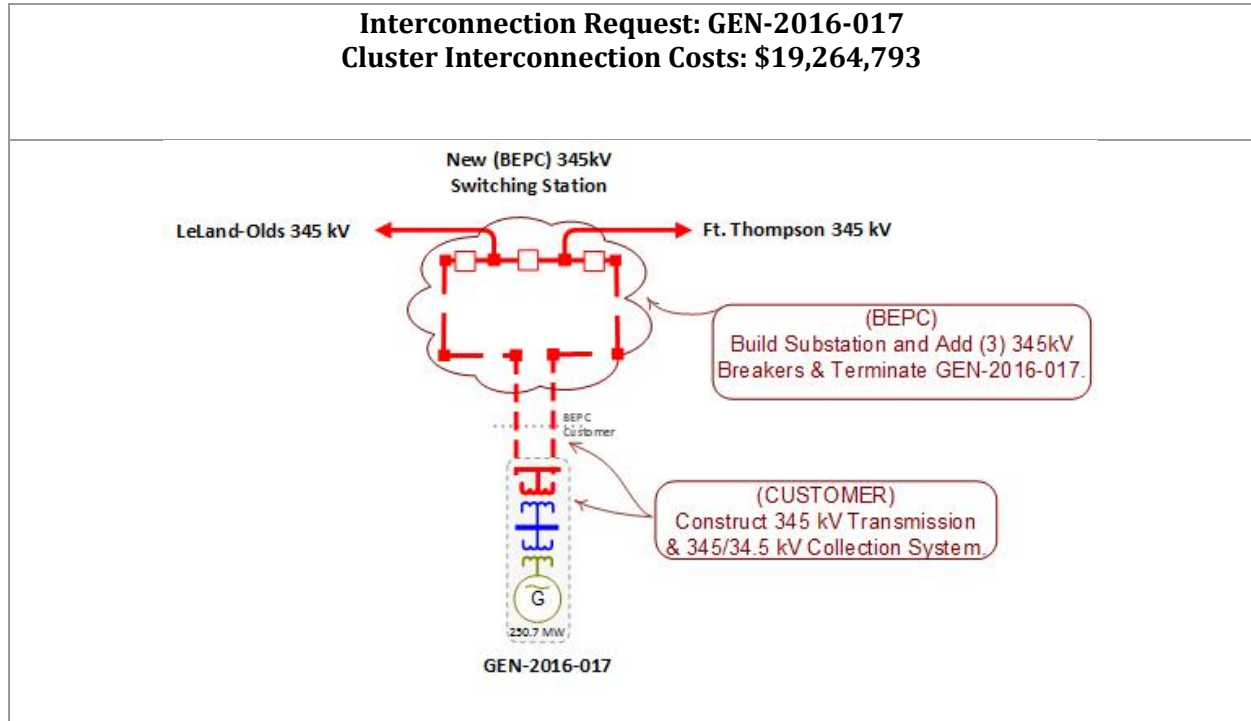 Interconnection Request: GEN-2016-017
Cluster Interconnection Costs: $19,264,793
New (BEPC) 345kV
Switching Station
LeLand-Olds 345 kV
Ft. Thompson 345 kV
(BEPC)
Build Substation and Add (3) 345kV
Breakers & Terminate GEN-2016-017.
BEPC
Customer
(CUSTOMER)
Construct 345 kV Transmission
& 345/34.5 kV Collection System.
G
250.7 MW
GEN-2016-017